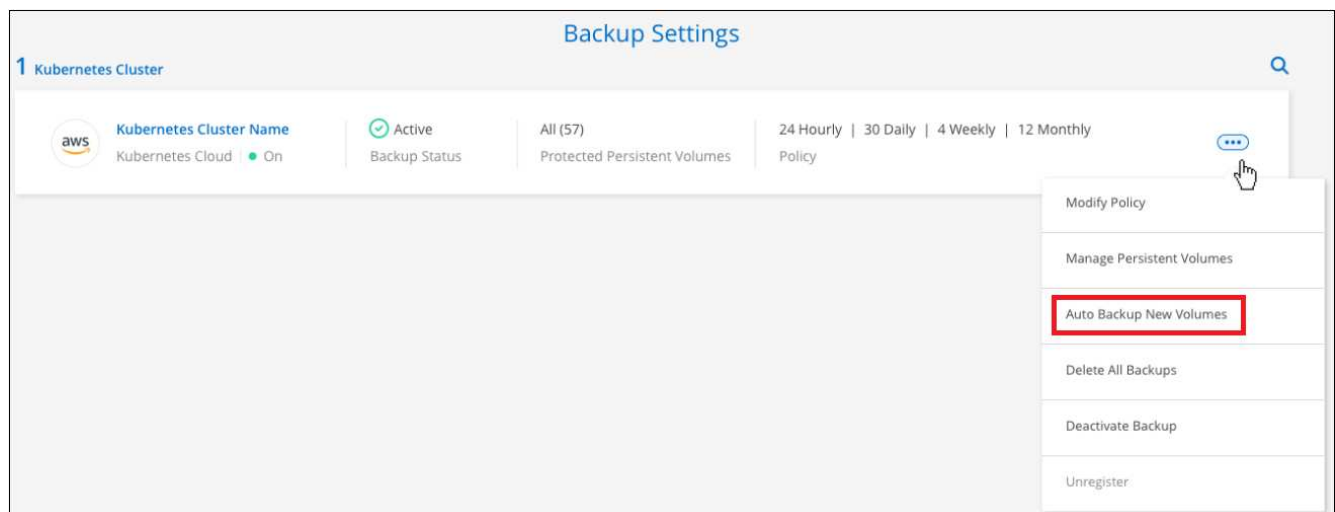 Backup Settings
1 Kubernetes Cluster
aws
Kubernetes Cluster Name
Kubernetes Cloud
On
Active
Backup Status
All (57)
Protected Persistent Volumes
24 Hourly | 30 Daily | 4 Weekly | 12 Monthly
Policy
Modify Policy
Manage Persistent Volumes
Auto Backup New Volumes
Delete All Backups
Deactivate Backup
Unregister